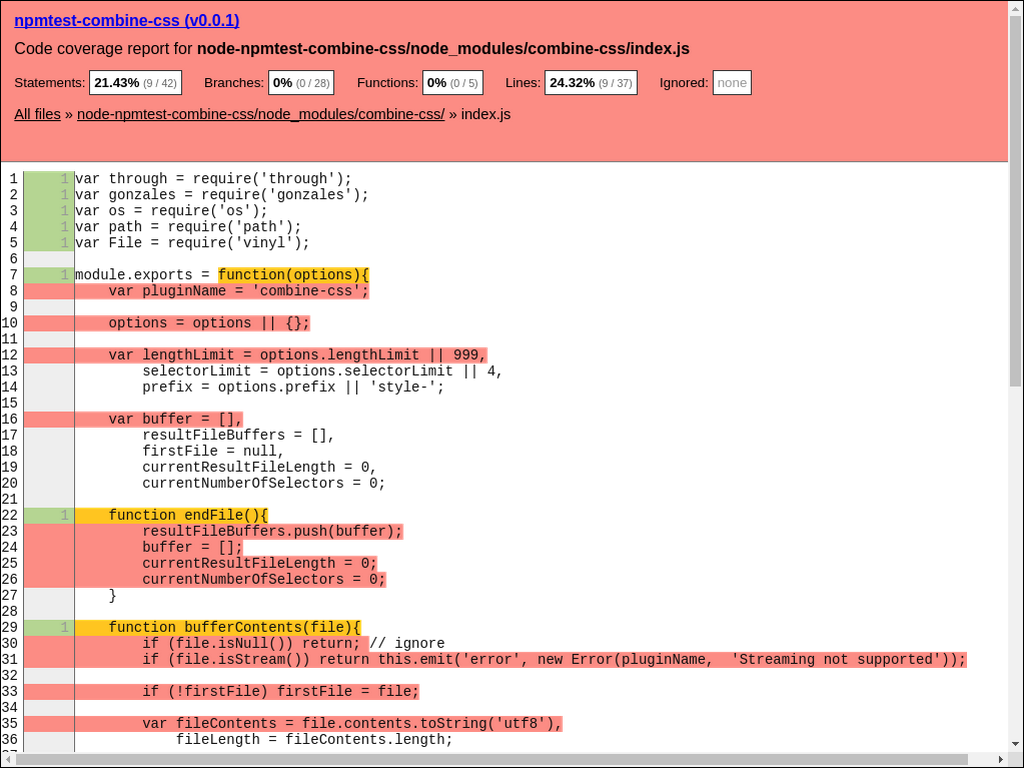 npmtest-combine-css (v0.0.1)
Code coverage report for node-npmtest-combine-css/node_modules/combine-css/index.js
Statements: 21.43% (9 / 42) Branches: 0% (0 / 28) Functions: 0% (0 / 5) Lines: 24.32% (9 / 37) Ignored: none
All files » node-npmtest-combine-css/node_modules/combine-css/ » index.js
1 1 var through = require('through');
2 1 var gonzales = require('gonzales');
3 1 var os = require('os');
4 1 var path = require('path');
5 1 var File = require('vinyl');
6
7 1 module.exports = function(options){
8     var pluginName = 'combine-css';
9
10     options = options || {};
11
12     var lengthLimit = options.lengthLimit || 999,
13         selectorLimit = options.selectorLimit || 4,
14         prefix = options.prefix || 'style-';
15
16     var buffer = [],
17         resultFileBuffers = [],
18         firstFile = null,
19         currentResultFileLength = 0,
20         currentNumberOfSelectors = 0;
21
22 1     function endFile(){
23         resultFileBuffers.push(buffer);
24         buffer = [];
25         currentResultFileLength = 0;
26         currentNumberOfSelectors = 0;
27     }
28
29 1     function bufferContents(file){
30         if (file.isNull()) return; // ignore
31         if (file.isStream()) return this.emit('error', new Error(pluginName,  'Streaming not supported'));
32
33         if (!firstFile) firstFile = file;
34
35         var fileContents = file.contents.toString('utf8'),
36             fileLength = fileContents.length;